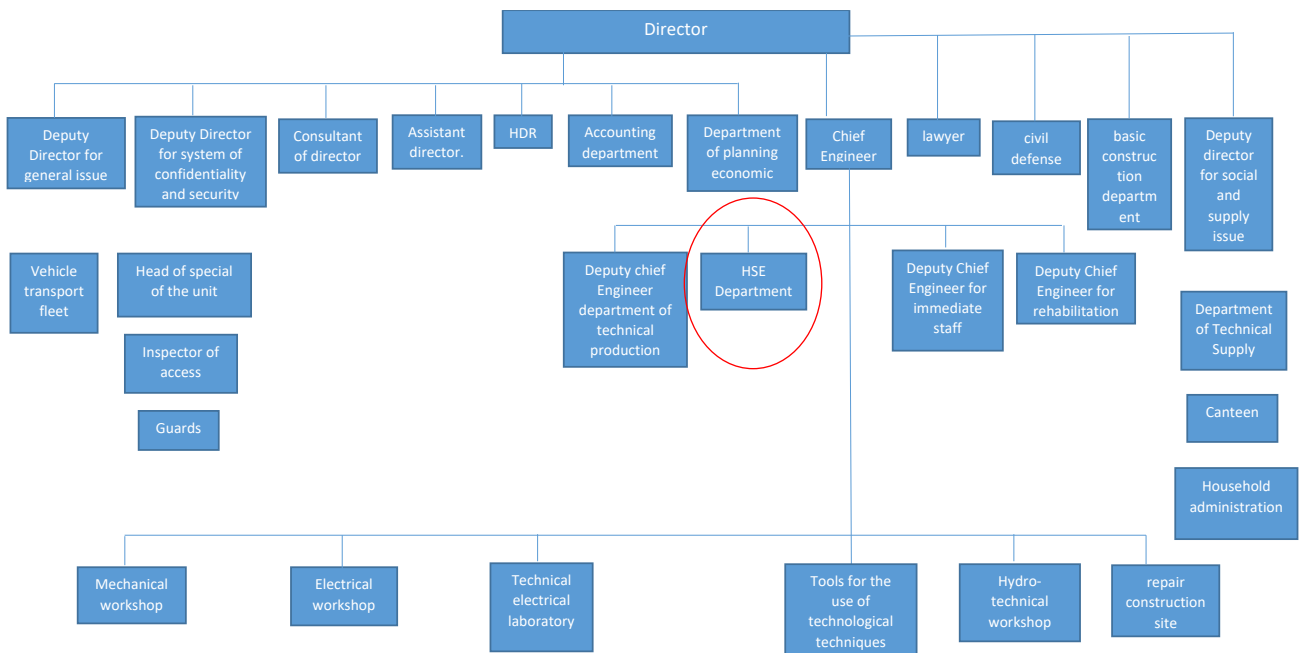 Director
Deputy
Director for
general issue
Deputy Director
for system of
confidentiality
and security
Consultant
of director
Assistant
director.
HDR
Accounting
department
Department
of planning
economic
Chief
Engineer
lawyer
civil
defense
basic
construc
tion
departm
ent
Deputy
director
for social
and
supply
issue
Vehicle
transport
fleet
Head of special
of the unit
Inspector of
access
Guards
Deputy chief
Engineer
department of
technical
production
HSE
Department
Deputy Chief
Engineer for
immediate
staff
Deputy Chief
Engineer for
rehabilitation
Department
of Technical
Supply
Canteen
Household
administration
Mechanical
workshop
Electrical
workshop
Technical
electrical
laboratory
Tools for the
use of
technological
techniques
Hydro-
technical
workshop
repair
construction
site